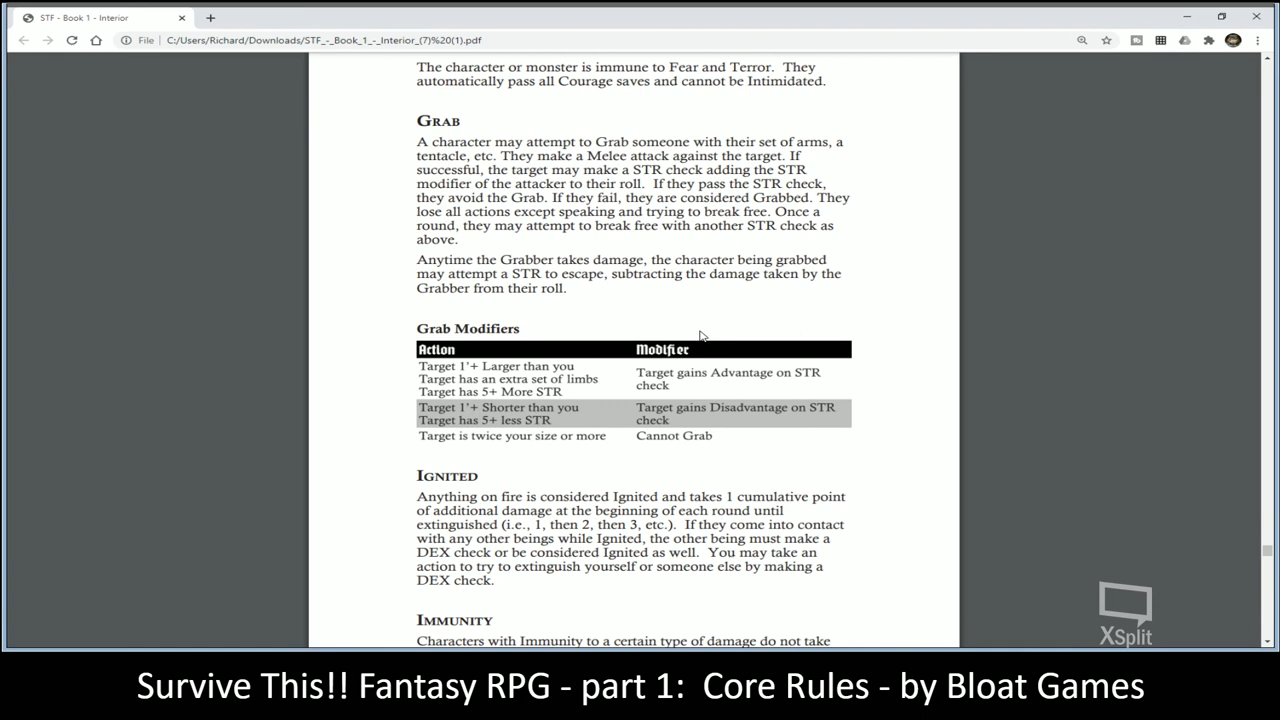 STF - Book 1 - Interior
File
C:/Users/Richard/Downloads/STF_-_Book_1_-_Interior_(7)%20(1).pdf
The character or monster is immune to Fear and Terror. They
automatically pass all Courage saves and cannot be Intimidated.
GRAB
A character may attempt to Grab someone with their set of arms, a
tentacle, etc. They make a Melee attack against the target. If
successful, the target may make a STR check adding the STR
modifier of the attacker to their roll. If they pass the STR check,
they avoid the Grab. If they fail, they are considered Grabbed. They
lose all actions except speaking and trying to break free. Once a
round, they may attempt to break free with another STR check as
above.
Anytime the Grabber takes damage, the character being grabbed
may attempt a STR to escape, subtracting the damage taken by the
Grabber from their roll.
Grab Modifiers
Action Modifier
Target 1'+ Larger than you
Target has an extra set of limbs
Target has 5+ More STR
Target gains Advantage on STR
check
Target 1'+ Shorter than you
Target has 5+ less STR
Target gains Disadvantage on STR
check
Target is twice your size or more Cannot Grab
IGNITED
Anything on fire is considered Ignited and takes 1 cumulative point
of additional damage at the beginning of each round until
extinguished (i.e., 1, then 2, then 3, etc.). If they come into contact
with any other beings while Ignited, the other being must make a
DEX check or be considered Ignited as well. You may take an
action to try to extinguish yourself or someone else by making a
DEX check.
IMMUNITY
Characters with Immunity to a certain type of damage do not take
XSplit
Survive This!! Fantasy RPG - part 1: Core Rules - by Bloat Games